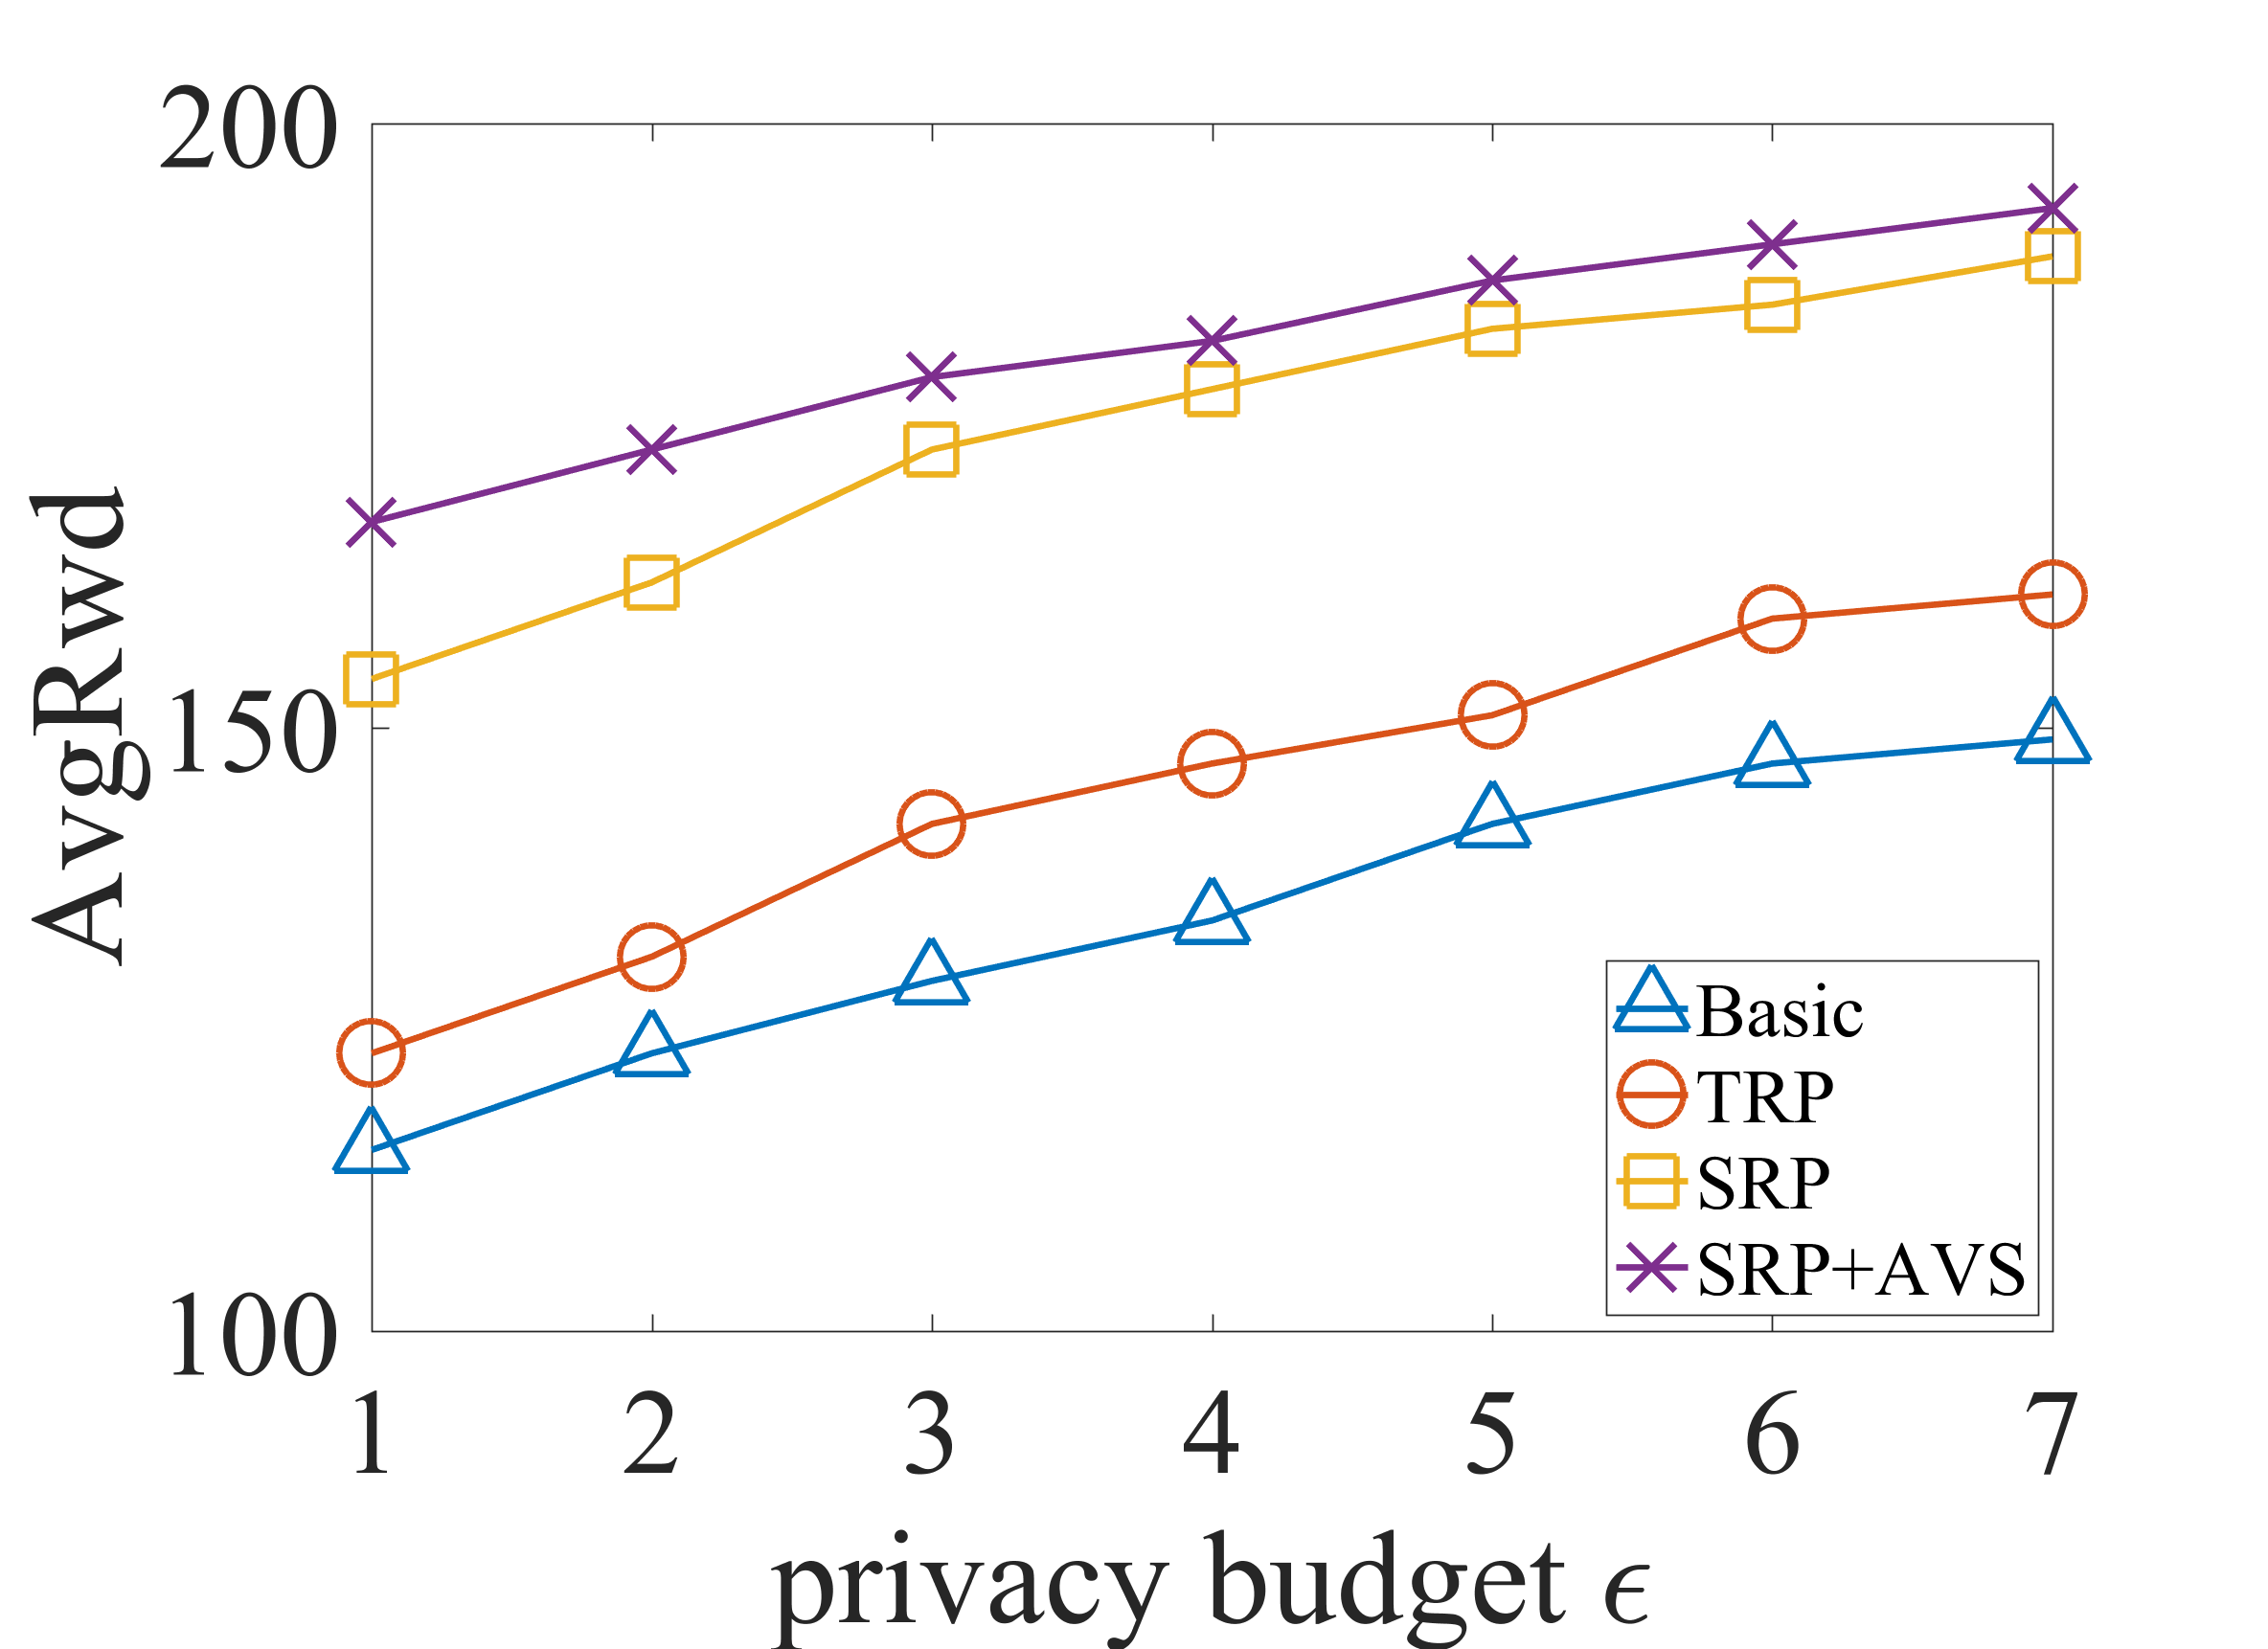 200
150
100
AvgRwd
Basic
TRP
SRP
SRP+AVS
1 2 3 4 5 6 7
privacy budget ϵ